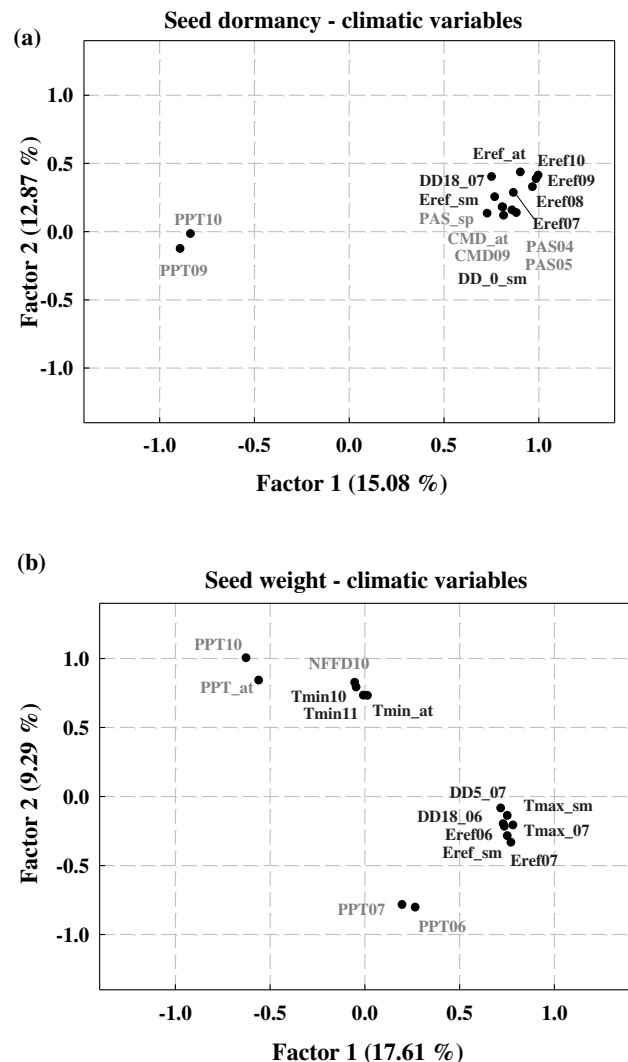 (a)
Seed dormancy - climatic variables
1.0
0.5
0.0
0.5
-1.0
Factor 2 (12.87 %)
Eref_at
Eref10
DD18_07
Eref09
Eref_sm
Eref08
PAS_sp
Eref07
PPT10
CMD_at
PAS04
CMD09
PAS05
PPT09
DD_0_sm
-1.0
-0.5
0.0
0.5
1.0
Factor 1 (15.08 %)
(b)
Seed weight - climatic variables
1.0
0.5
0.0
-0.5
-1.0
Factor 2 (9.29 %)
PPT10
NFFD10
PPT_at
Tmin10
Tmin11
Tmin_at
DD5_07
Tmax_sm
DD18_06
Tmax_07
Eref06
Eref_sm
Eref07
PPT07
PPT06
-1.0
-0.5
0.0
0.5
1.0
Factor 1 (17.61 %)